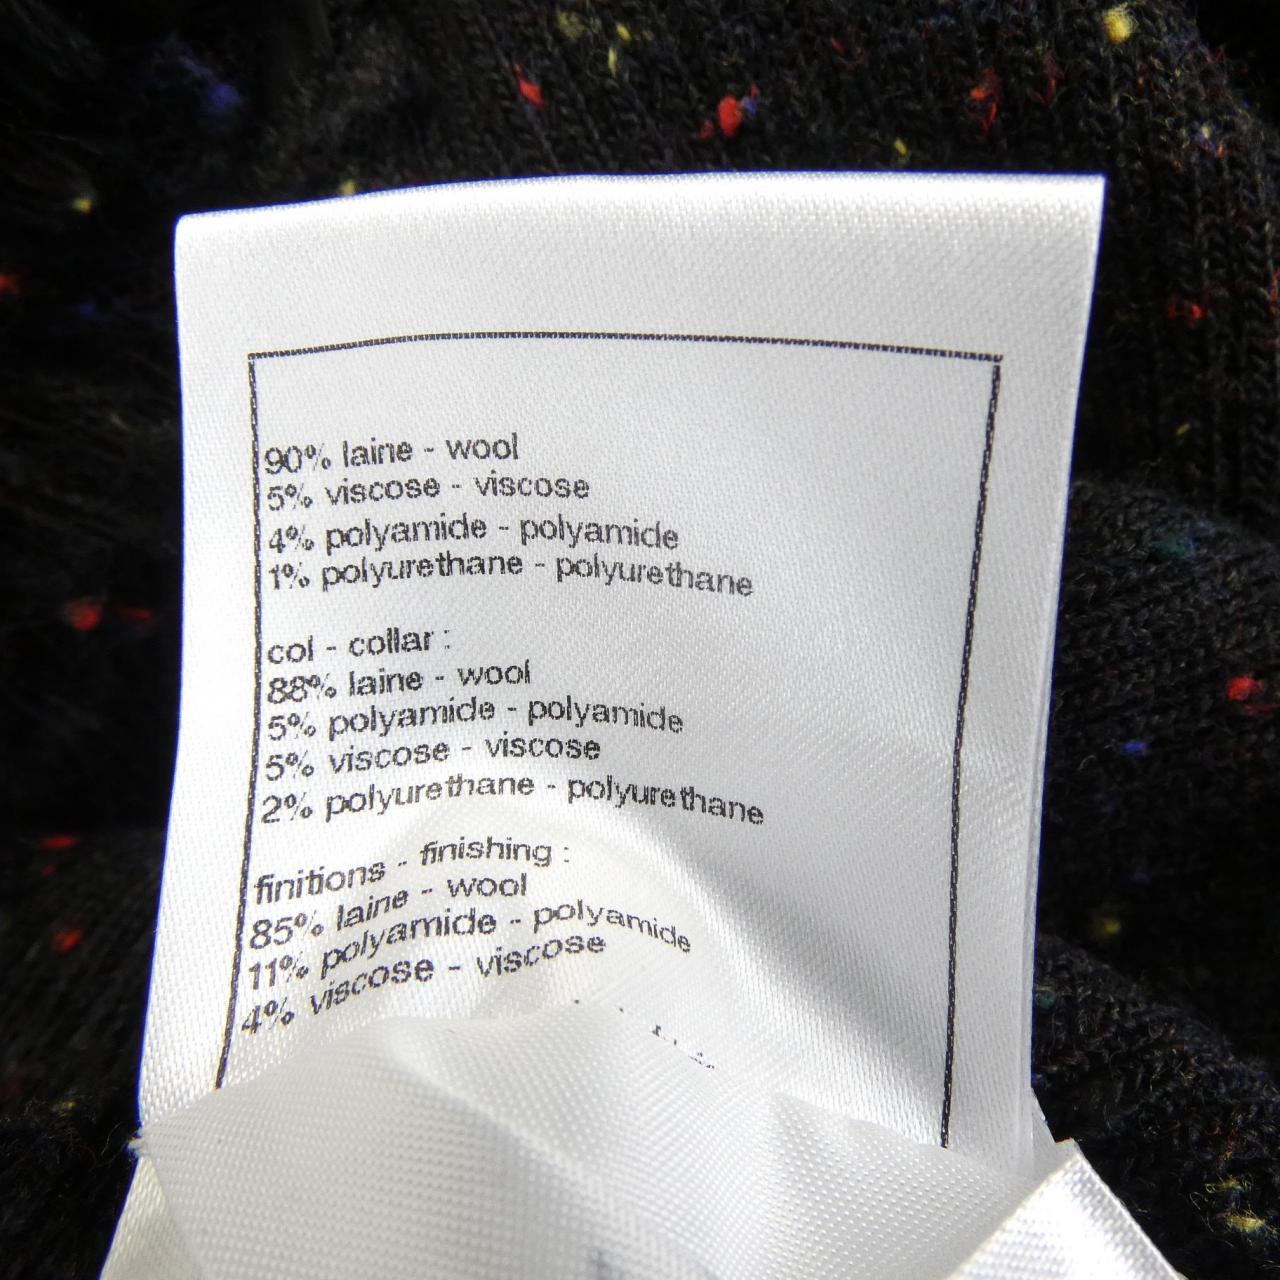 90% laine - wool
5% viscose - viscose
4% polyamide - polyamide
1% polyurethane - polyurethane
col - collar :
88% laine - wool
5% polyamide - polyamide
5% viscose - viscose
2% polyurethane - polyurethane
finitions - finishing :
85% laine - wool
11% polyamide - polyamide
4% viscose - viscose